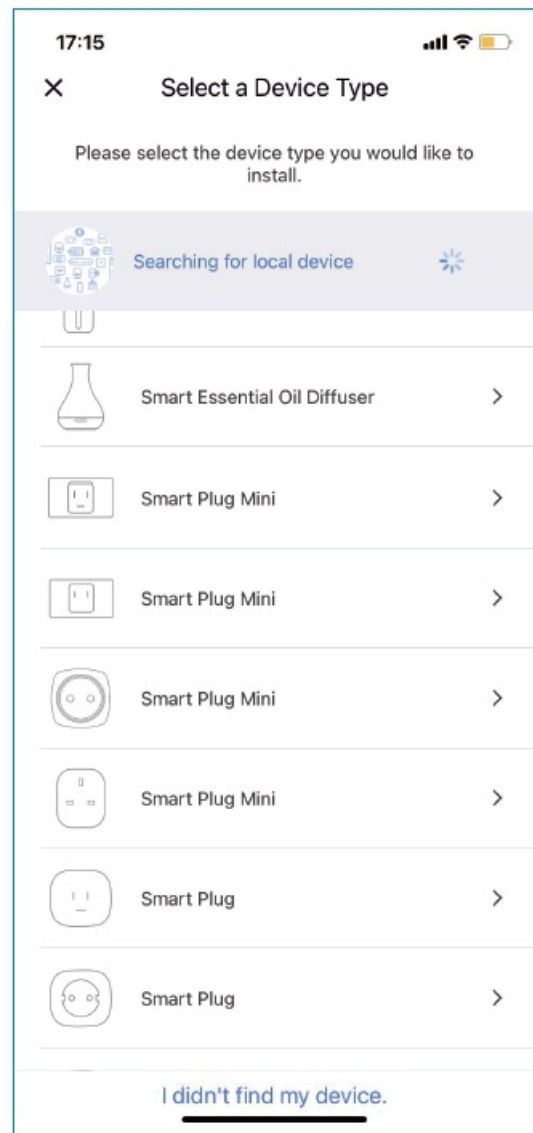 17:15
Select a Device Type
Please select the device type you would like to
install.
Searching for local device
Smart Essential Oil Diffuser
Smart Plug Mini
Smart Plug Mini
Smart Plug Mini
Smart Plug Mini
Smart Plug
Smart Plug
I didn't find my device.